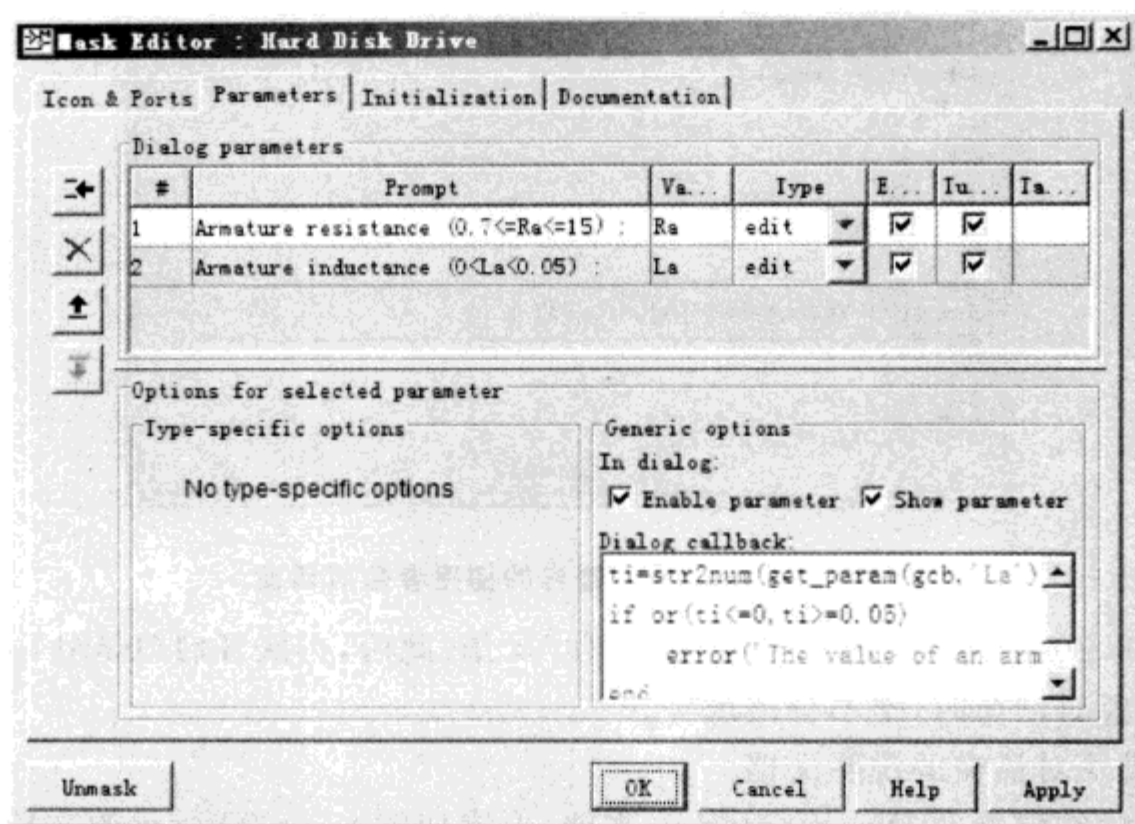 Mask Editor : Hard Disk Drive
Icon & Ports Parameters Initialization Documentation
Dialog parameters
# Prompt Va... Type E... Tu... Ta...
1 Armature resistance (0.7<=Ra<=15) : Ra edit
2 Armature inductance (0<La<0.05) : La edit
Options for selected parameter
Type-specific options
No type-specific options
Generic options
In dialog:
Enable parameter Show parameter
Dialog callback:
ti=str2num(get_param(gcb,'La')
if or(ti<=0,ti>=0.05)
error('The value of an arm
end
Unmask OK Cancel Help Apply